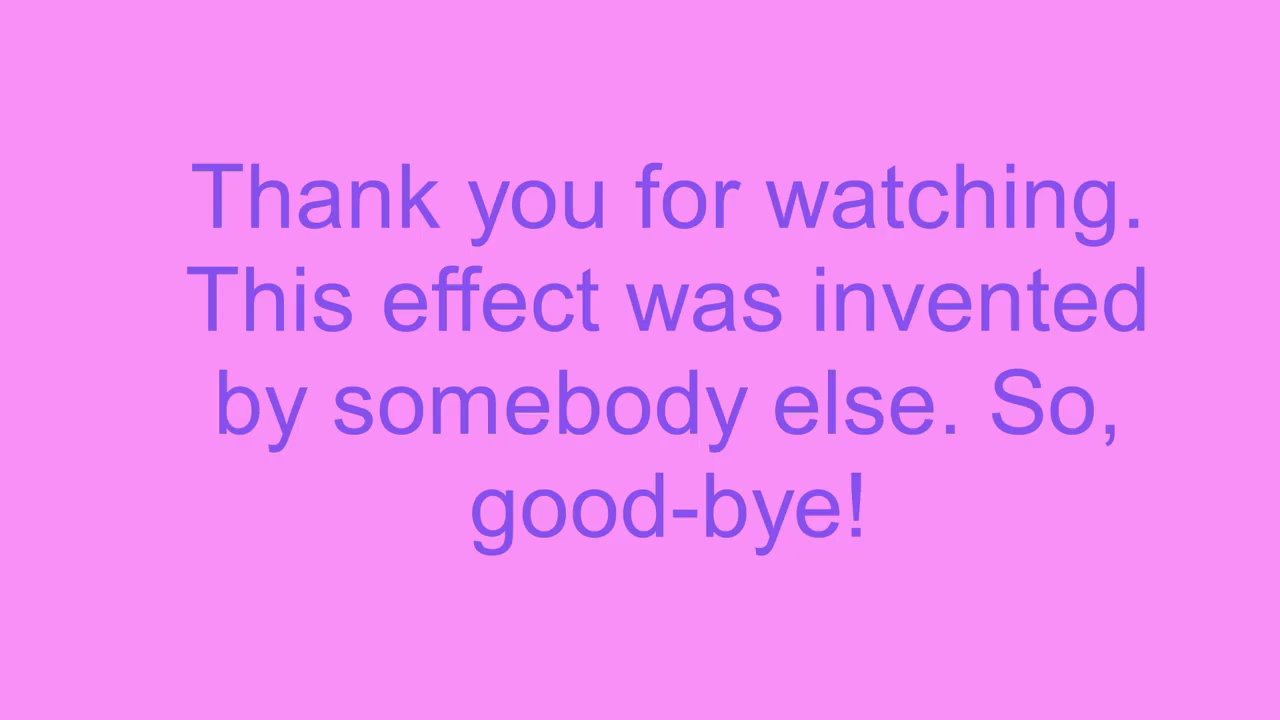 Thank you for watching.
This effect was invented
by somebody else. So,
good-bye!